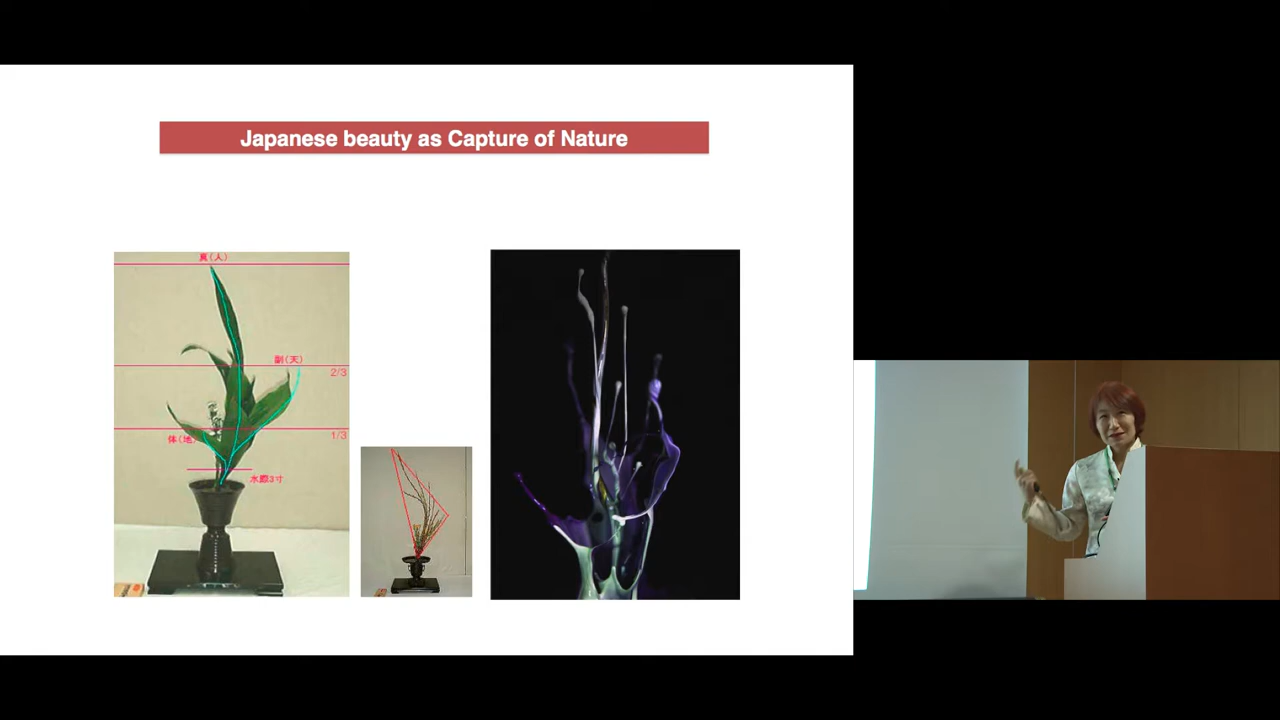 Japanese beauty as Capture of Nature
真(人)
副(天)
2/3
1/3
体(地)
水際3寸